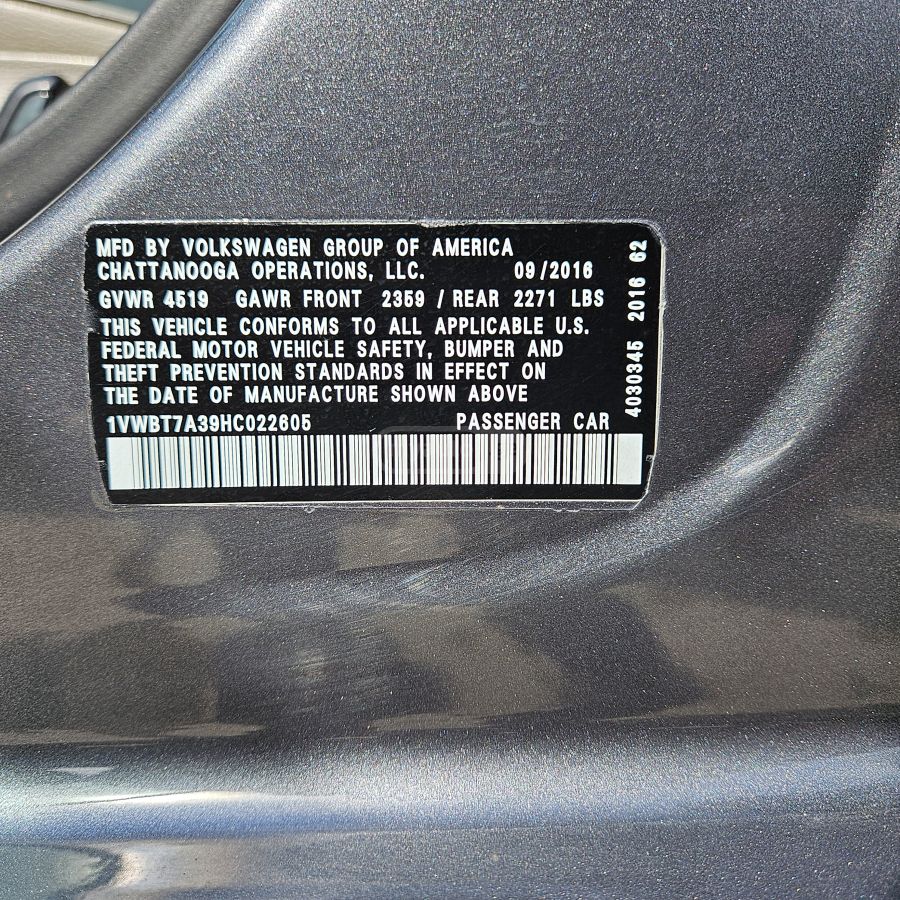 MFD BY VOLKSWAGEN GROUP OF AMERICA
CHATTANOOGA OPERATIONS, LLC. 09/2016
GVWR 4519 GAWR FRONT 2359 / REAR 2271 LBS
THIS VEHICLE CONFORMS TO ALL APPLICABLE U.S.
FEDERAL MOTOR VEHICLE SAFETY, BUMPER AND
THEFT PREVENTION STANDARDS IN EFFECT ON
THE DATE OF MANUFACTURE SHOWN ABOVE
1VWBT7A39HC022605 PASSENGER CAR
4030345 2016 62